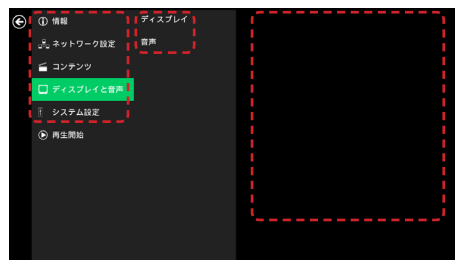 情報
ネットワーク設定
コンテンツ
ディスプレイと音声
システム設定
再生開始
ディスプレイ
音声